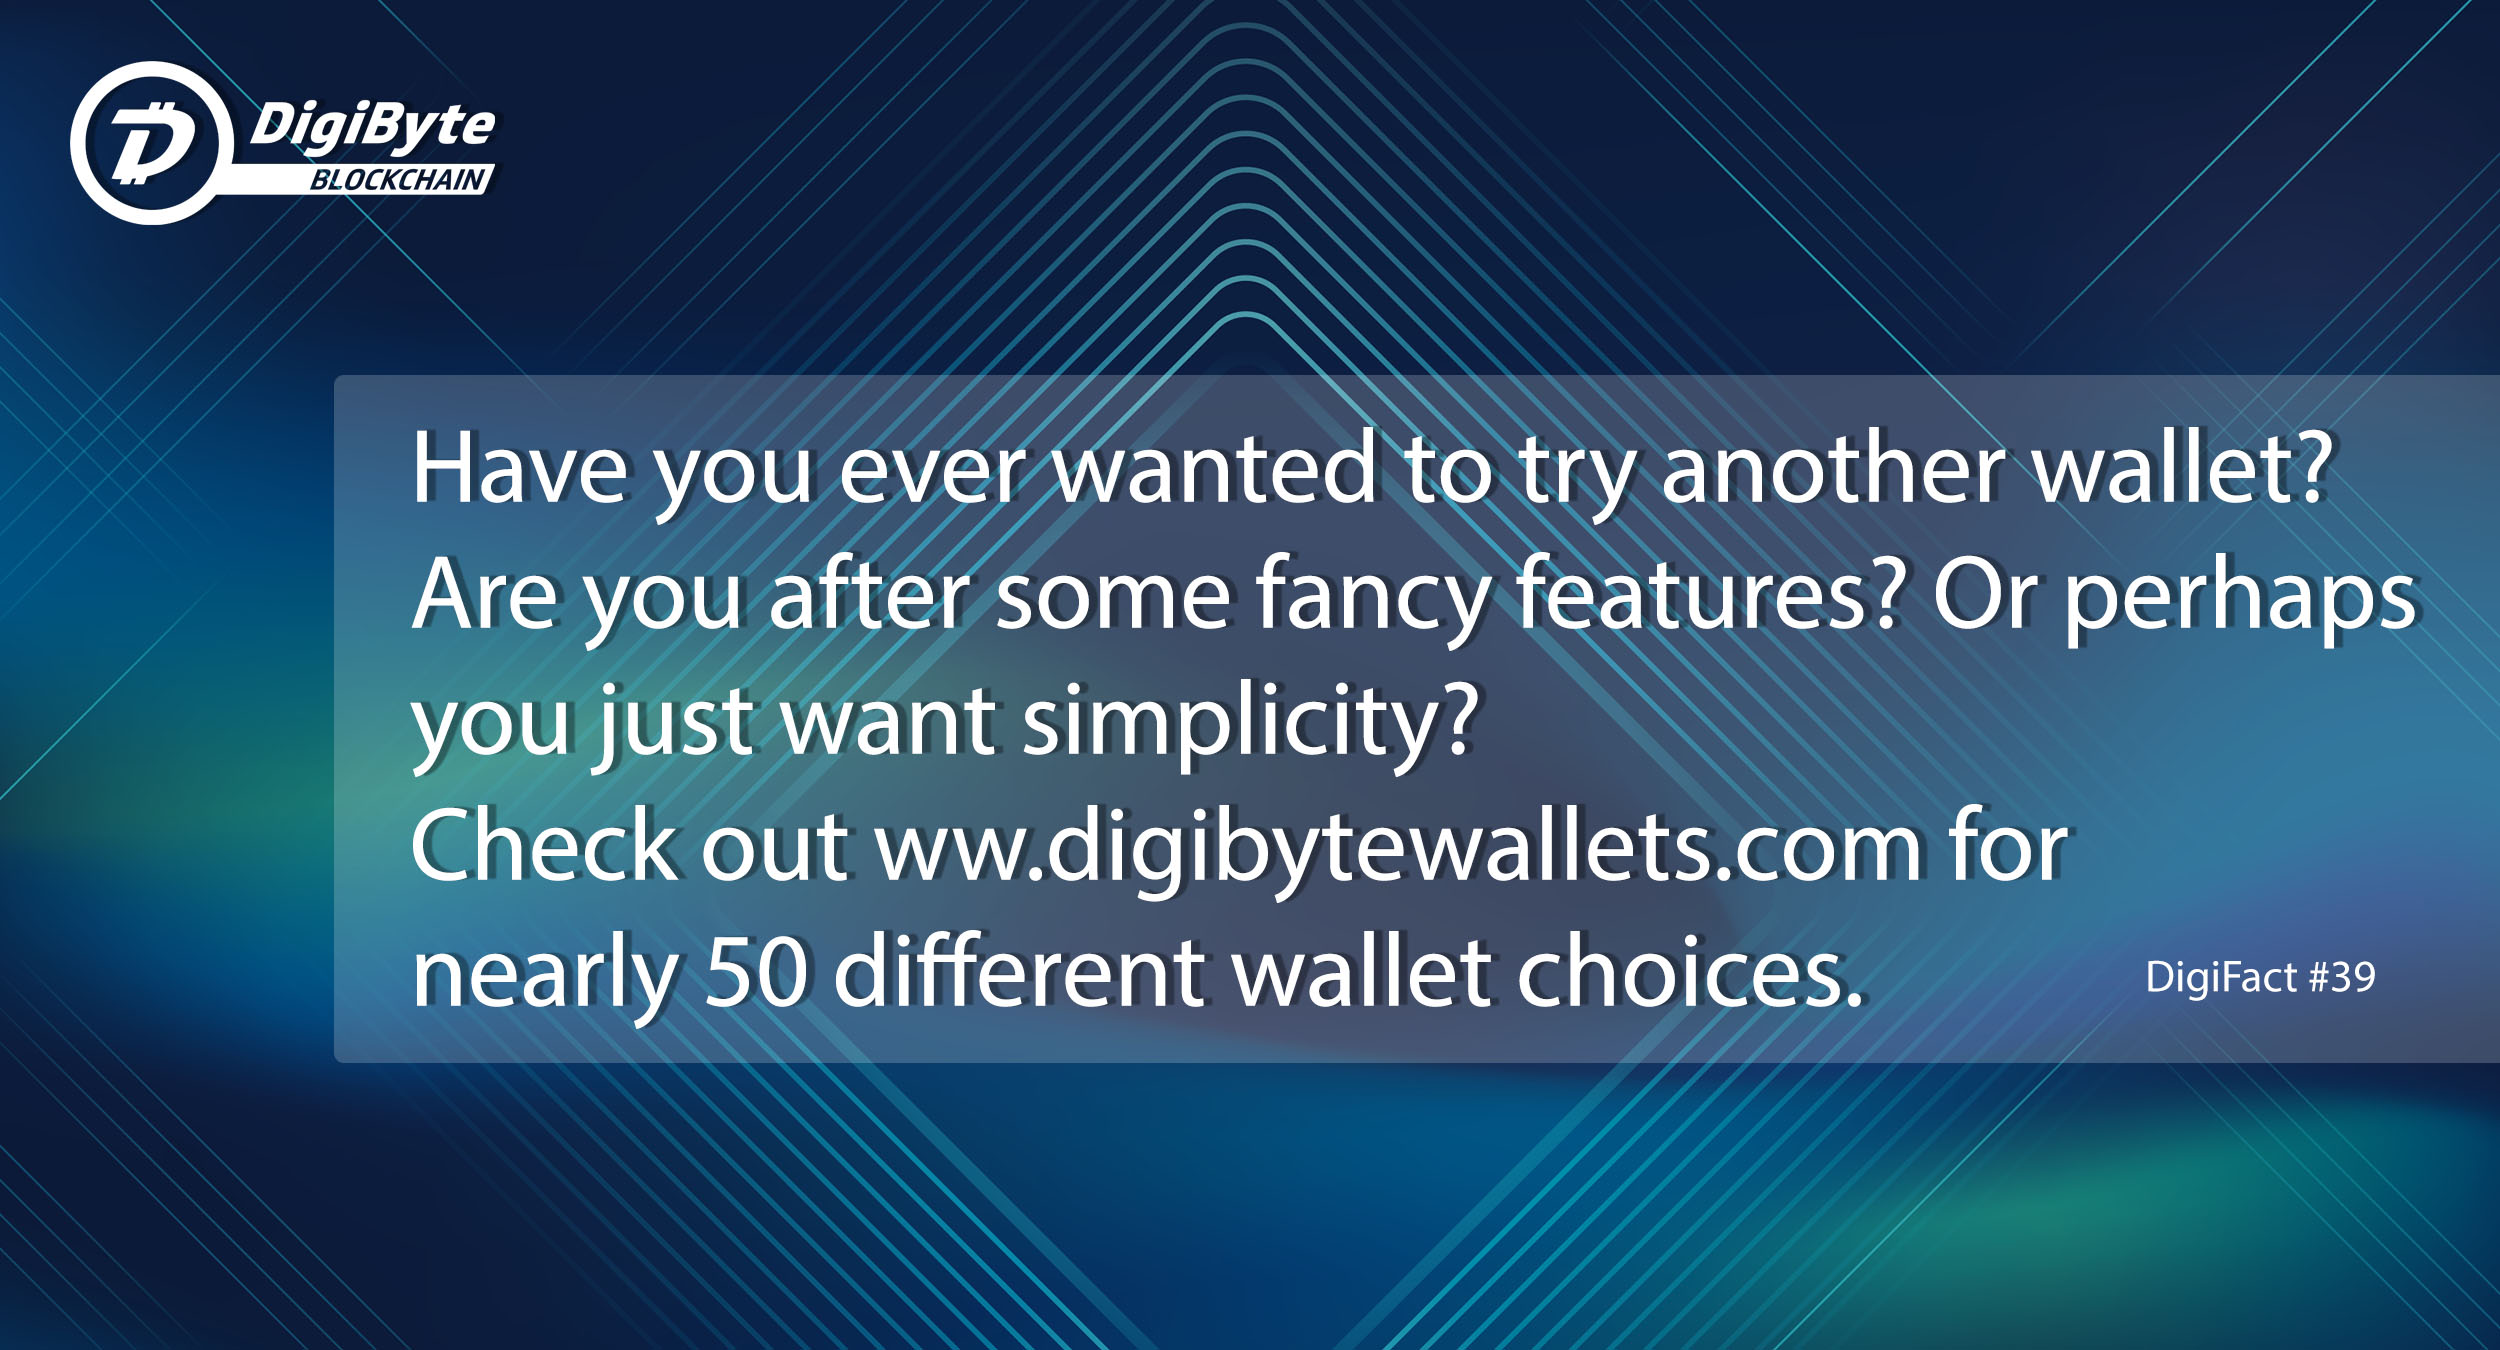 DigiByte
BLOCKCHAIN
Have you ever wanted to try another wallet?
Are you after some fancy features? Or perhaps
you just want simplicity?
Check out ww.digibytewallets.com for
nearly 50 different wallet choices.
DigiFact #39